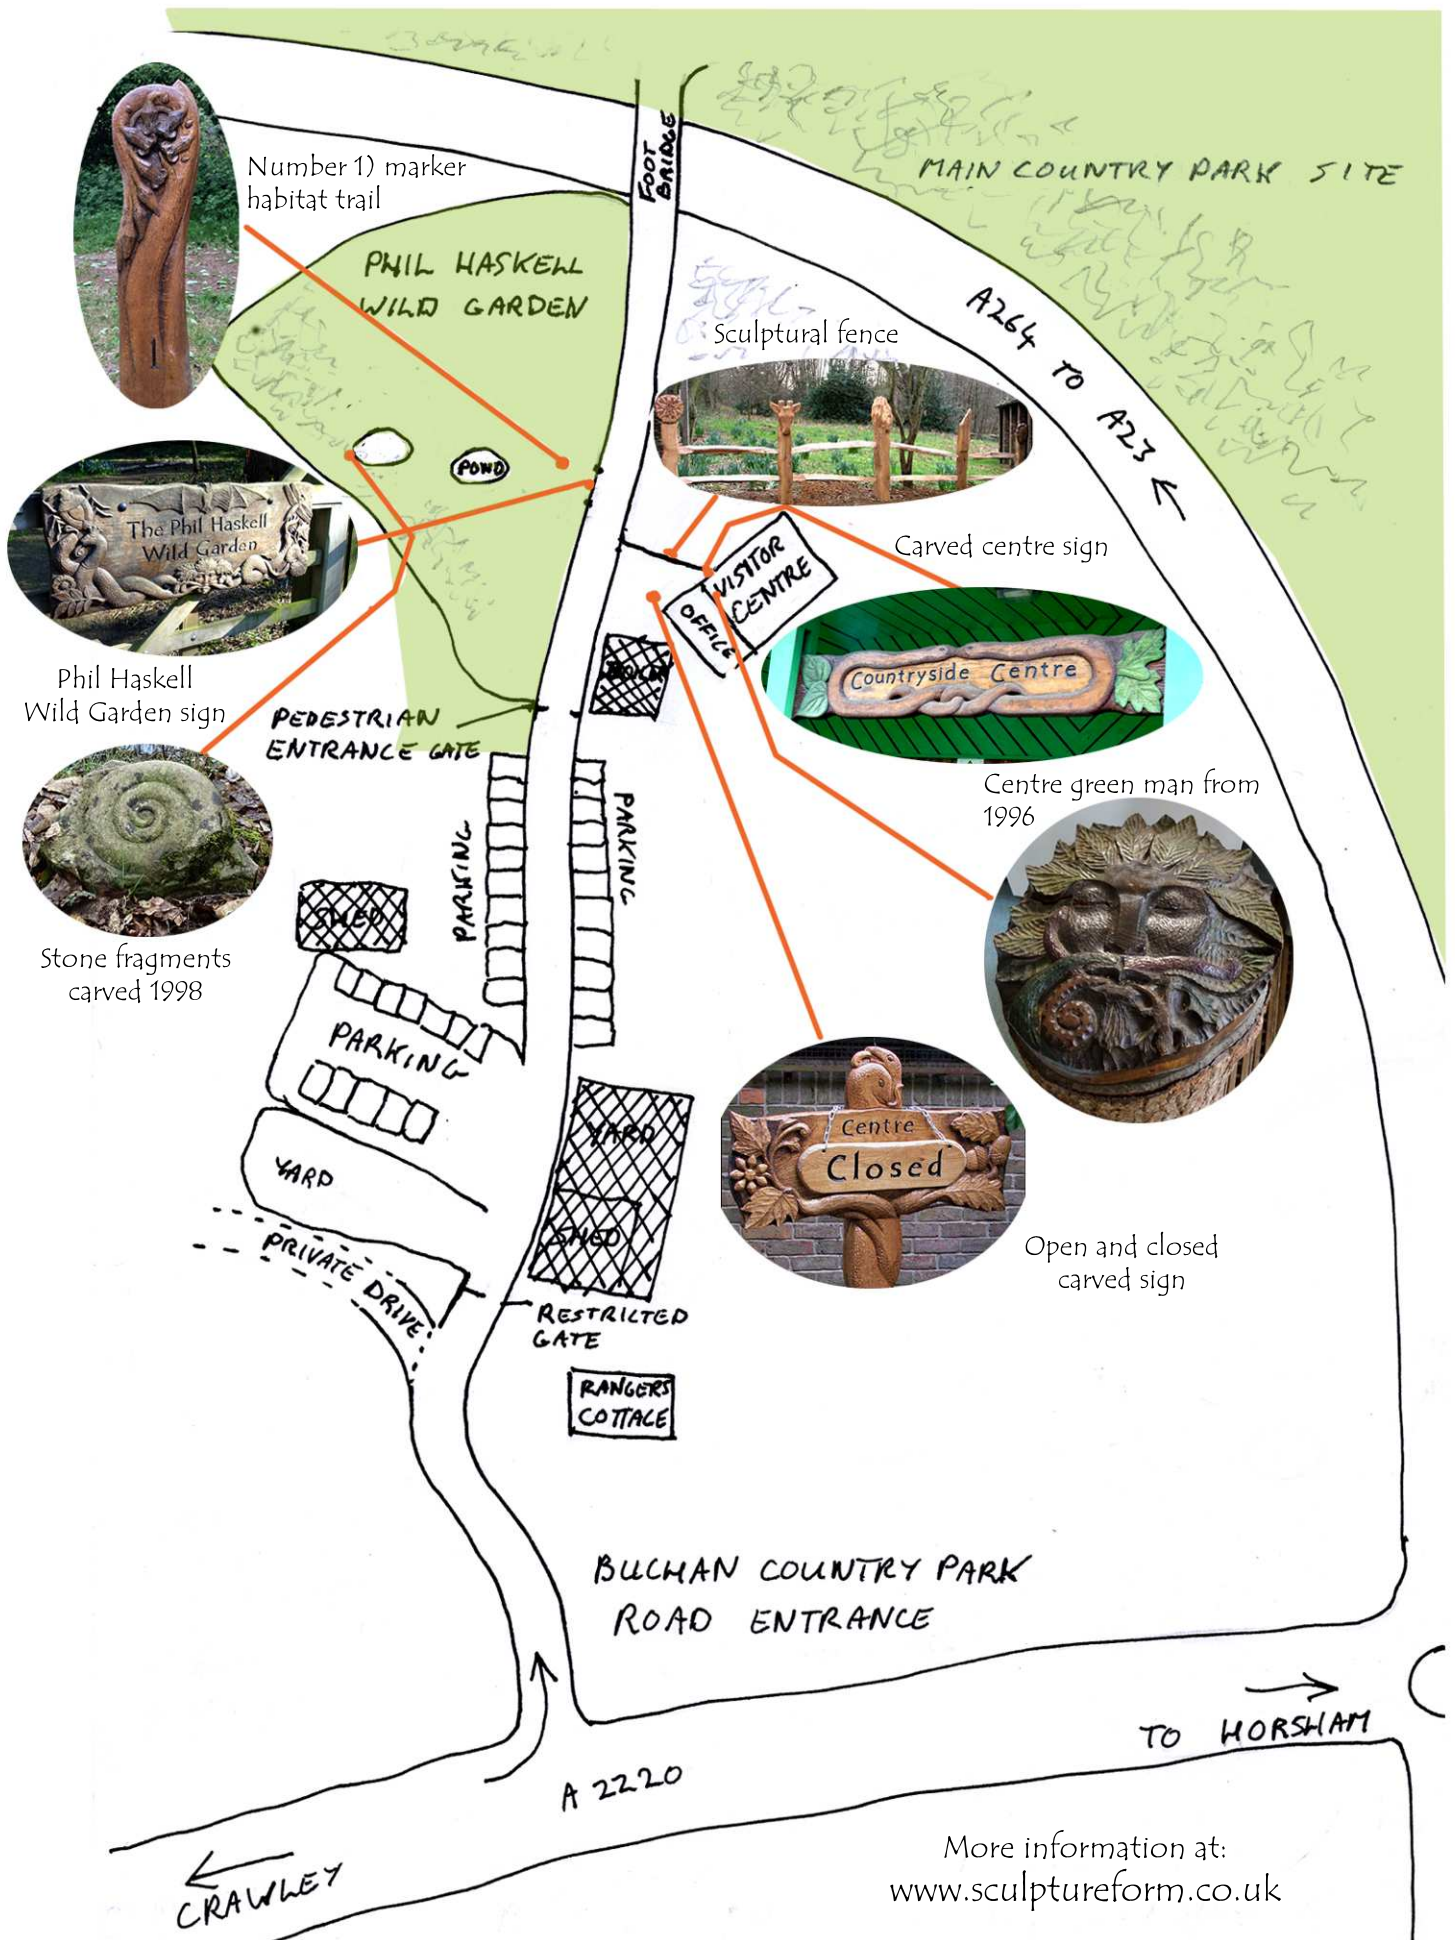 MAIN COUNTRY PARK SITE
FOOT
BRIDGE
Number 1) marker
habitat trail
1
PHIL HASKELL
WILD GARDEN
A264 TO A23
Sculptural fence
POND
The Phil Haskell
Wild Garden
Phil Haskell
Wild Garden sign
VISITOR
CENTRE
OFFICE
Carved centre sign
Countryside Centre
PEDESTRIAN
ENTRANCE GATE
Centre green man from
1996
PARKING
PARKING
SHED
Stone fragments
carved 1998
PARKING
YARD
Centre
Closed
YARD
SHED
PRIVATE DRIVE
Open and closed
carved sign
RESTRICTED
GATE
RANGERS
COTTAGE
BUCHAN COUNTRY PARK
ROAD ENTRANCE
TO HORSHAM
A 2220
CRAWLEY
More information at:
www.sculptureform.co.uk